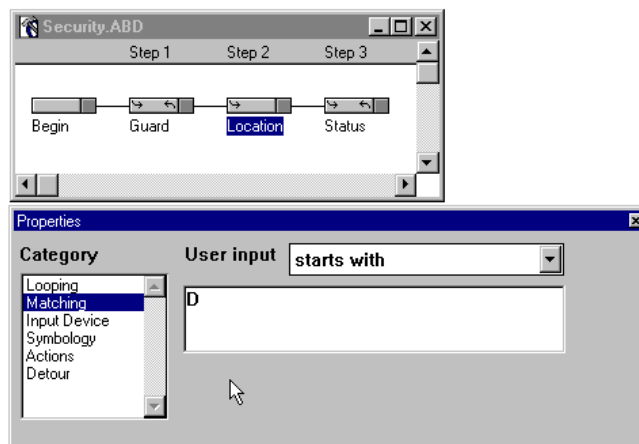 Security.ABD
Step 1 Step 2 Step 3
Begin Guard Location Status
Properties
Category User input starts with
Looping
Matching
Input Device
Symbology
Actions
Detour
D